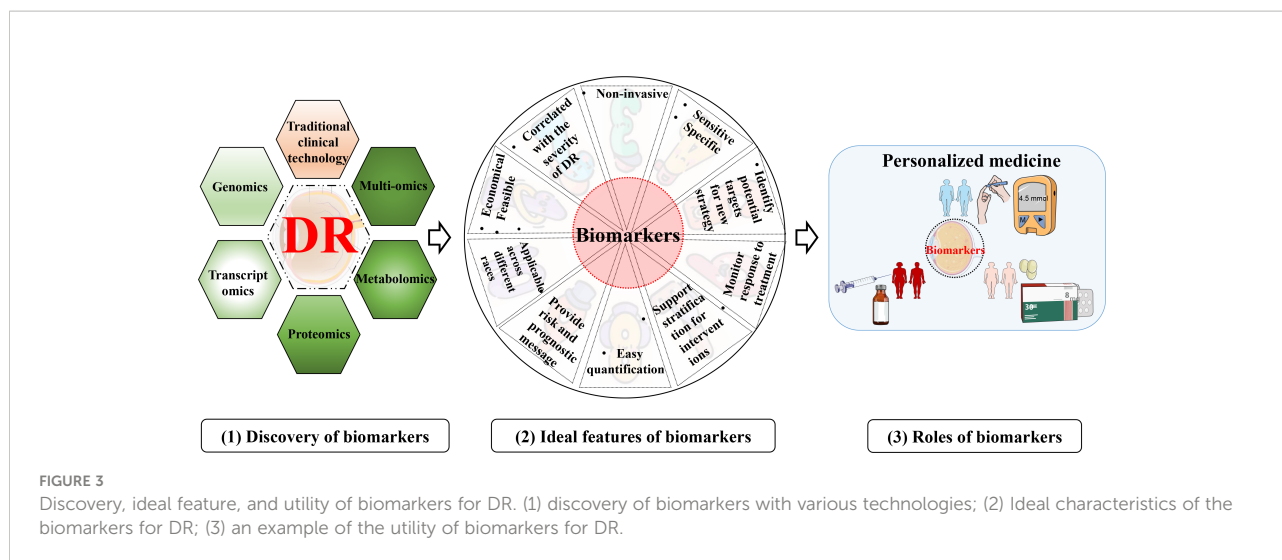 Traditional
clinical
technology
Genomics
Multi-omics
DR
Transcript
omics
Metabolomics
Proteomics
• Non-invasive
• Sensitive
• Specific
• Identify
potential
targets
for new
strategy
• Monitor
response to
treatment
• Support
stratifica
tion for
intervent
ions
• Easy
quantification
• Provide
risk and
prognostic
message
• Applicable
across
different
races
• Economical
• Feasible
• Correlated
with the
severity
of DR
Biomarkers
Personalized medicine
4.5 mmol
Biomarkers
30
8
(1) Discovery of biomarkers
(2) Ideal features of biomarkers
(3) Roles of biomarkers
FIGURE 3
Discovery, ideal feature, and utility of biomarkers for DR. (1) discovery of biomarkers with various technologies; (2) Ideal characteristics of the
biomarkers for DR; (3) an example of the utility of biomarkers for DR.